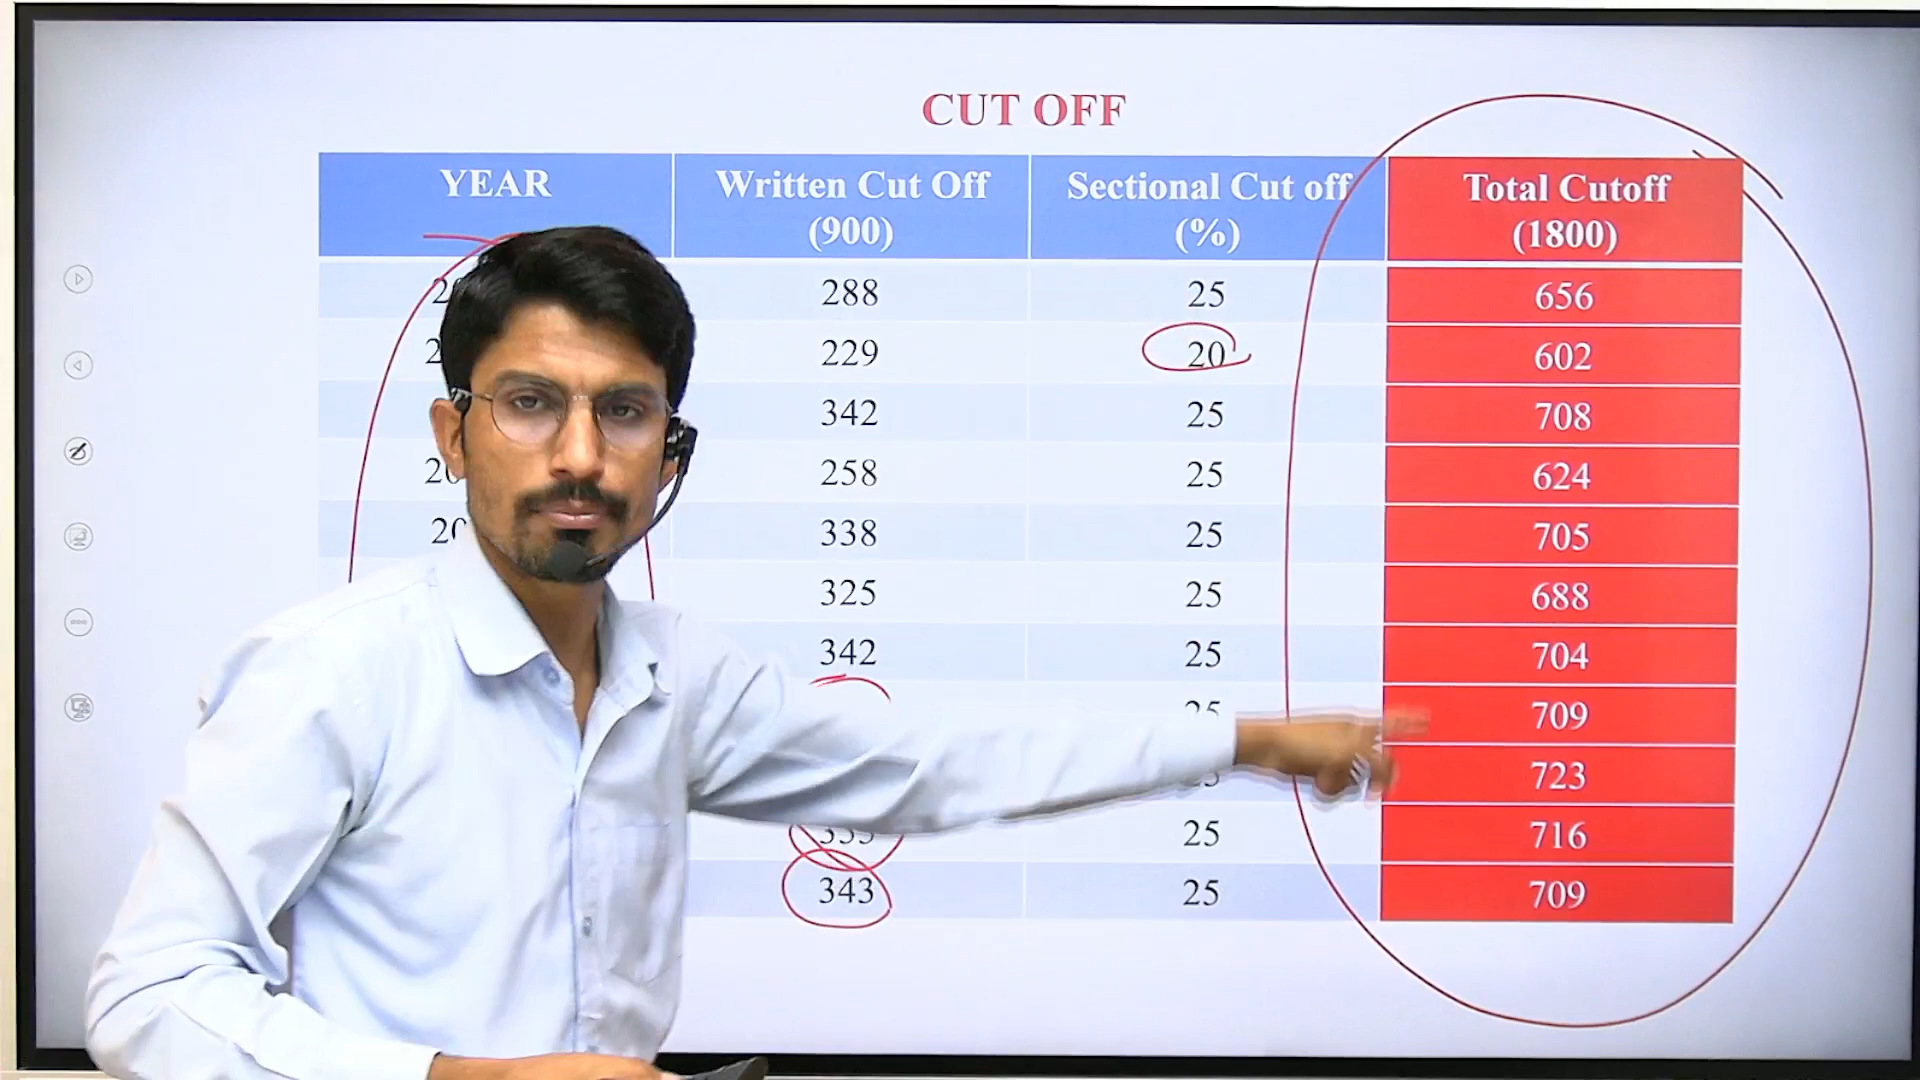 CUT OFF
YEAR Written Cut Off (900) Sectional Cut off (%) Total Cutoff (1800)
288 25 656
229 20 602
342 25 708
258 25 624
338 25 705
325 25 688
342 25 704
25 709
723
25 716
343 25 709